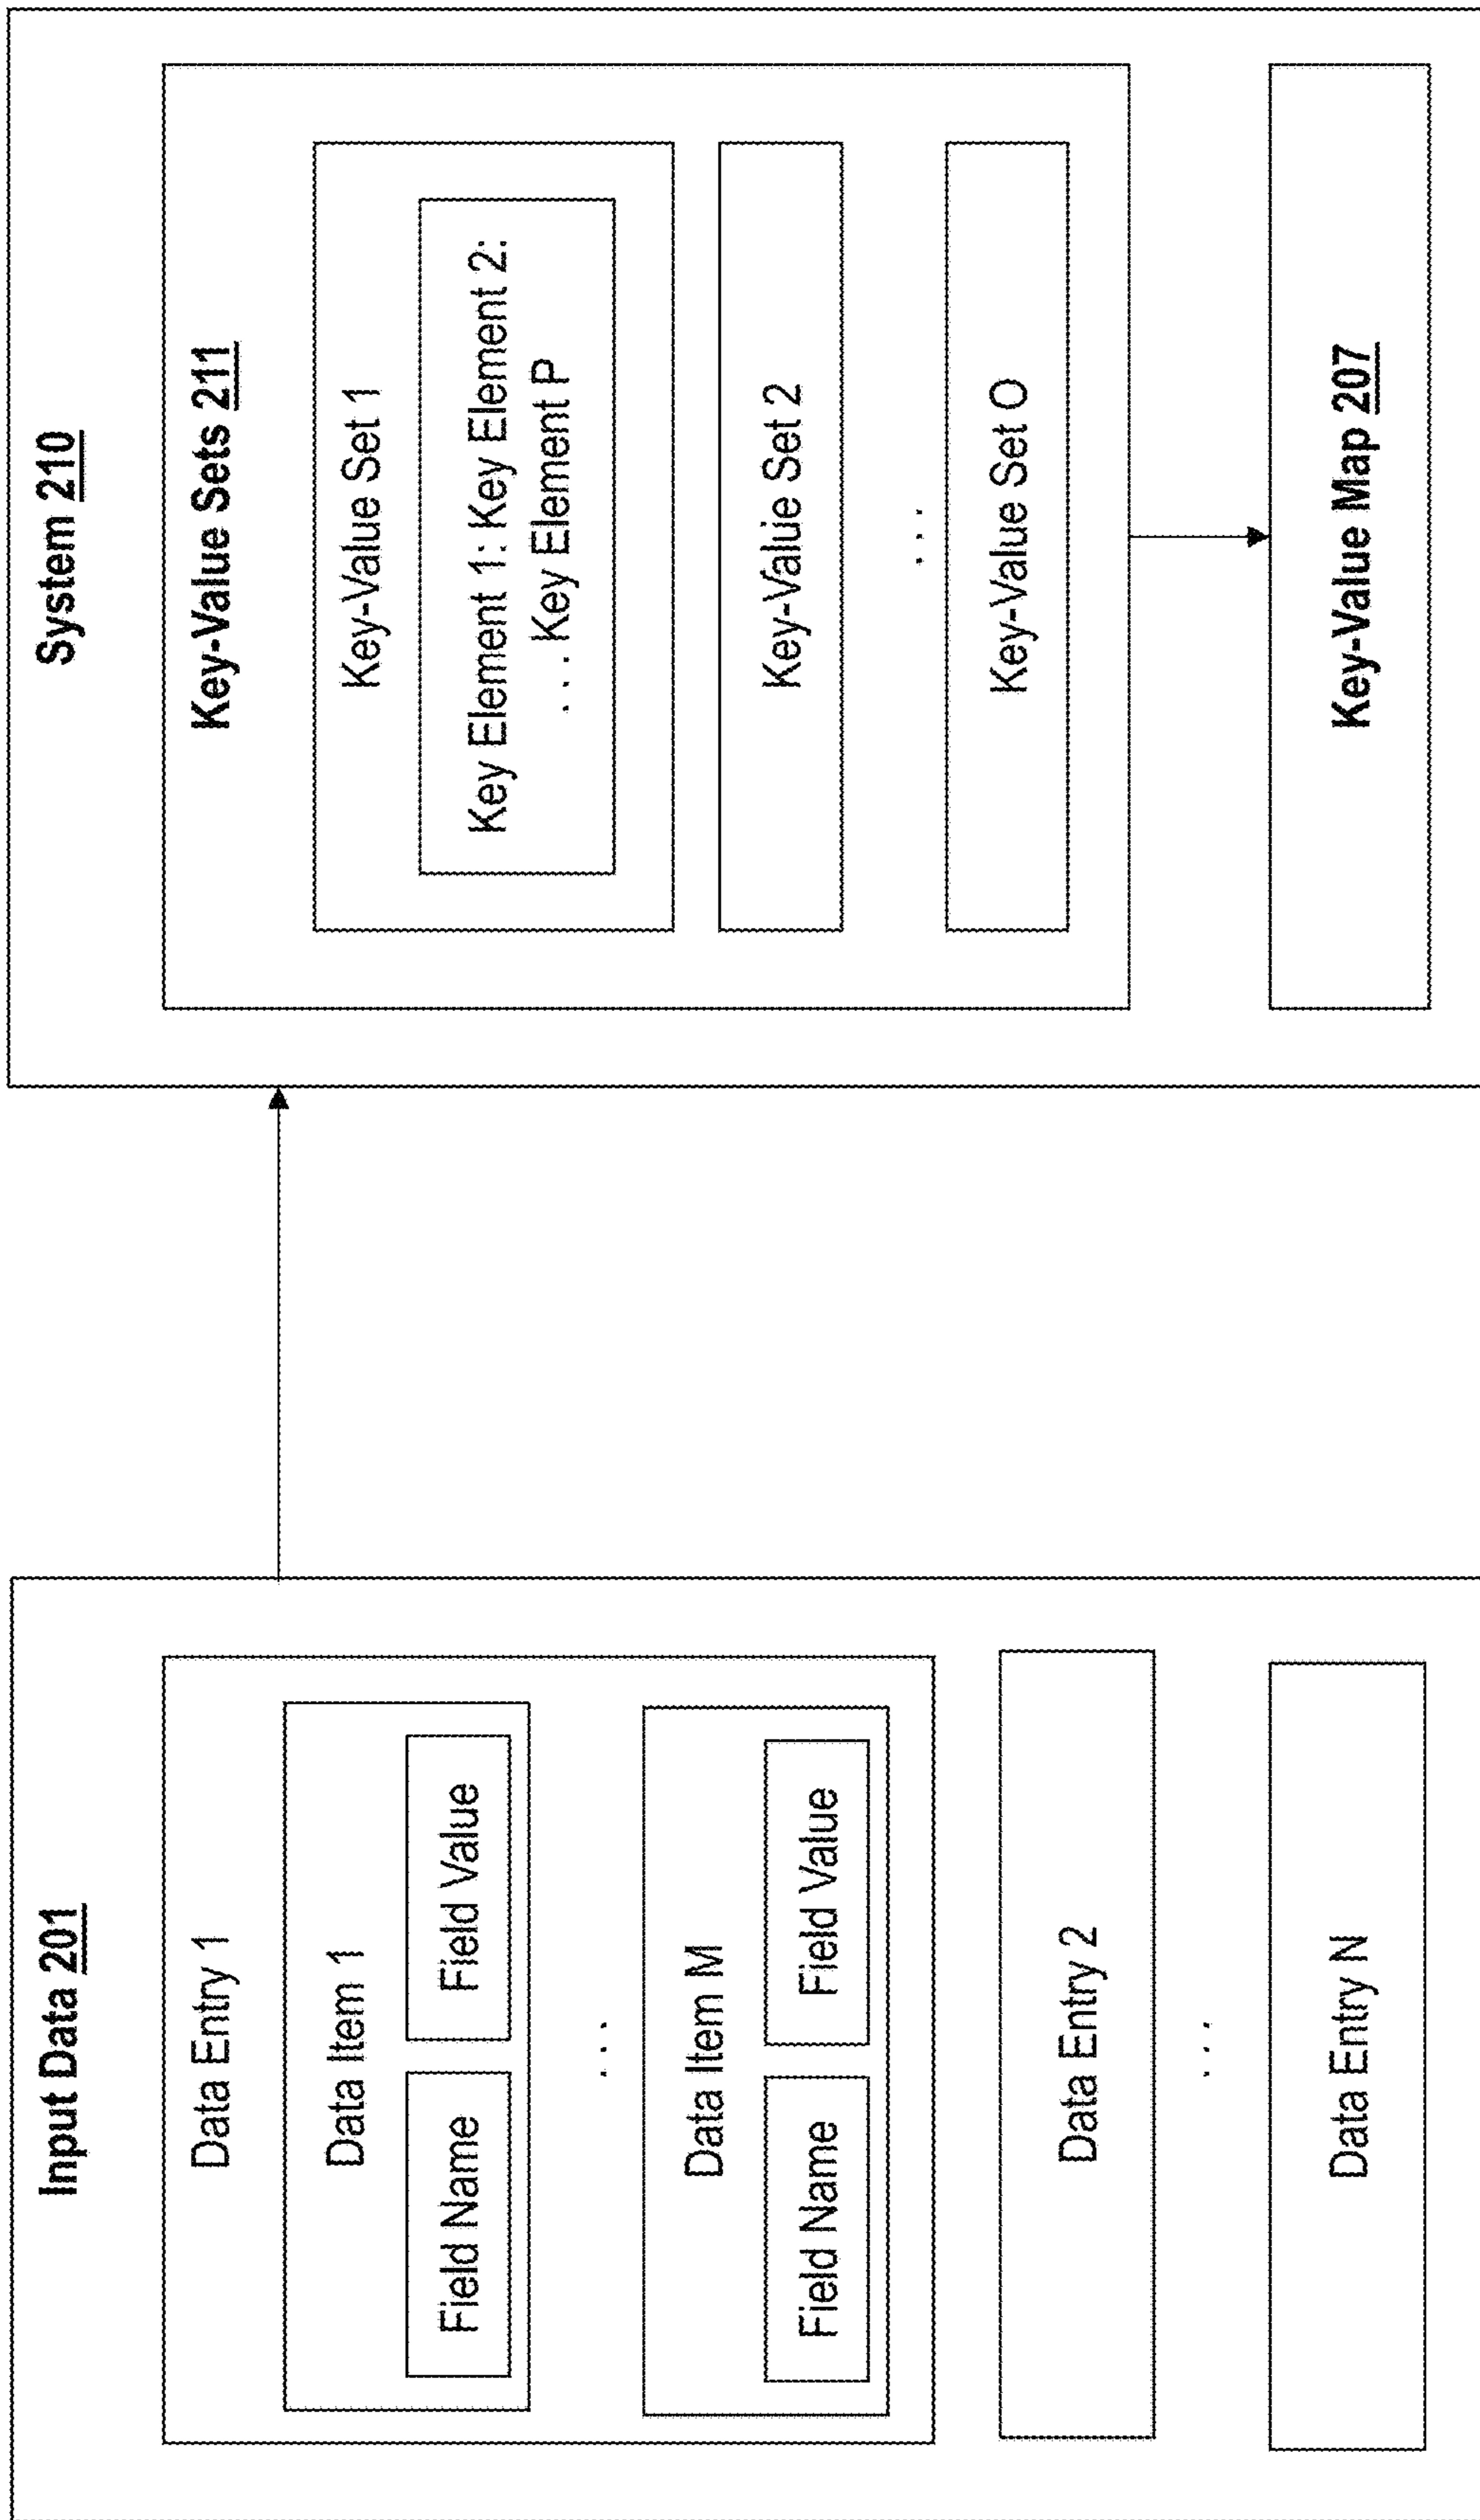 Input Data 201
Data Entry 1
Data Item 1
Field Name
Field Value
...
Data Item M
Field Name
Field Value
Data Entry 2
...
Data Entry N
System 210
Key-Value Sets 211
Key-Value Set 1
Key Element 1: Key Element 2:
. . . Key Element P
Key-Value Set 2
...
Key-Value Set O
Key-Value Map 207